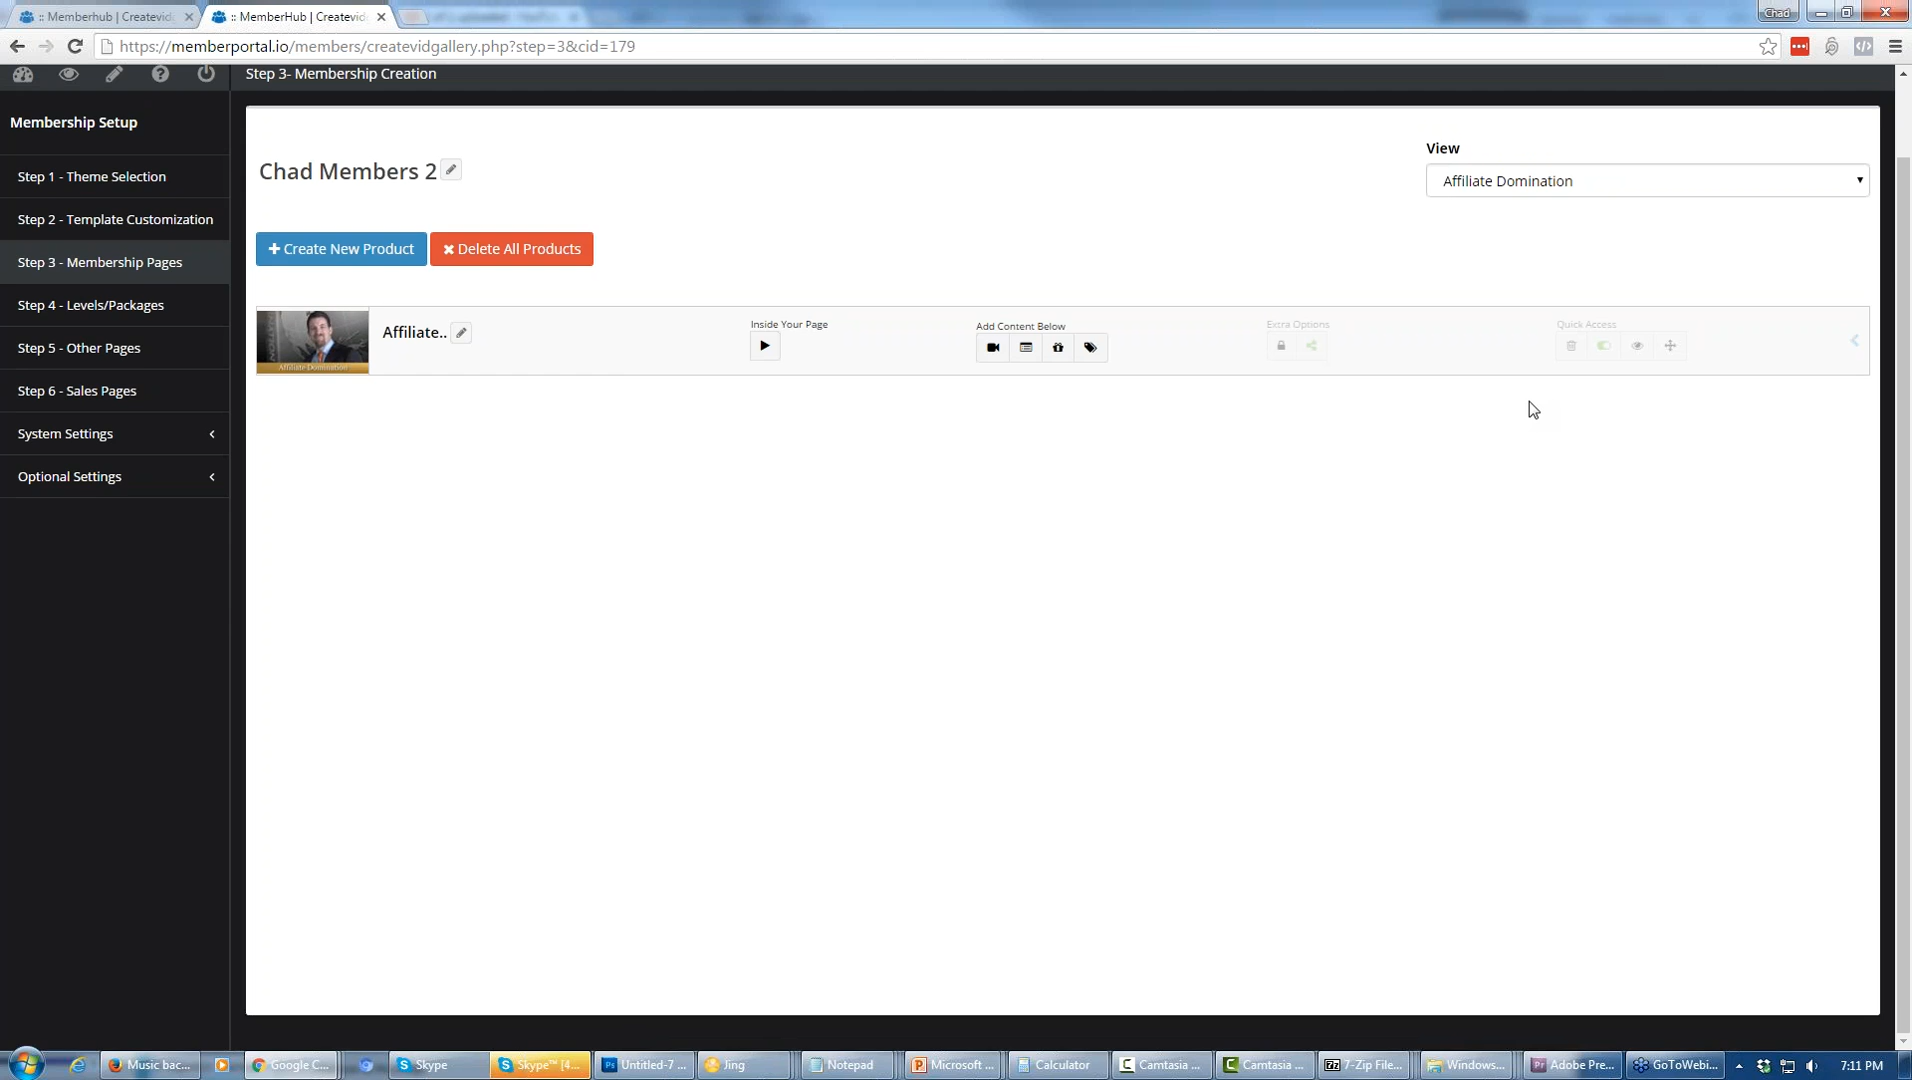 :: Memberhub | Createvid
:: MemberHub | Createvid
Chad
https://memberportal.io/members/createvidgallery.php?step=3&cid=179
Step 3- Membership Creation
Membership Setup
Step 1 - Theme Selection
Step 2 - Template Customization
Step 3 - Membership Pages
Step 4 - Levels/Packages
Step 5 - Other Pages
Step 6 - Sales Pages
System Settings
Optional Settings
Chad Members 2
View
Affiliate Domination
Create New Product
Delete All Products
Affiliate Domination
Affiliate..
Inside Your Page
Add Content Below
Extra Options
Quick Access
Music bac...
Google C...
Skype
Skype™ [4...
Untitled-7 ...
Jing
Notepad
Microsoft ...
Calculator
Camtasia ...
Camtasia ...
7-Zip File...
Windows...
Adobe Pre...
GoToWebi...
7:11 PM